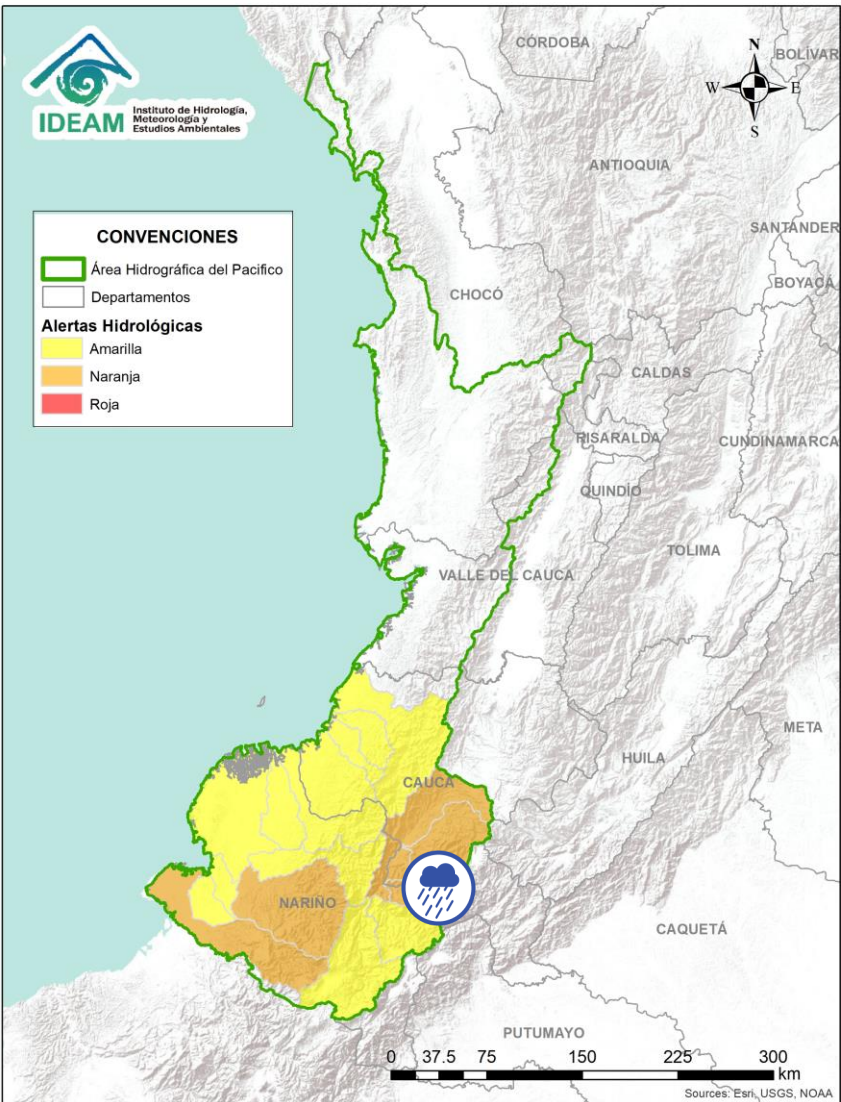 IDEAM
Instituto de Hidrología,
Meteorología y
Estudios Ambientales
N
W
E
S
CÓRDOBA
BOLÍVAR
ANTIOQUIA
SANTANDER
BOYACÁ
CHOCÓ
CALDAS
RISARALDA
CUNDINAMARCA
QUINDÍO
TOLIMA
VALLE DEL CAUCA
META
HUILA
CAUCA
NARIÑO
CAQUETÁ
PUTUMAYO
CONVENCIONES
Área Hidrográfica del Pacifico
Departamentos
Alertas Hidrológicas
Amarilla
Naranja
Roja
0 37.5 75 150 225 300
km
Sources: Esri, USGS, NOAA